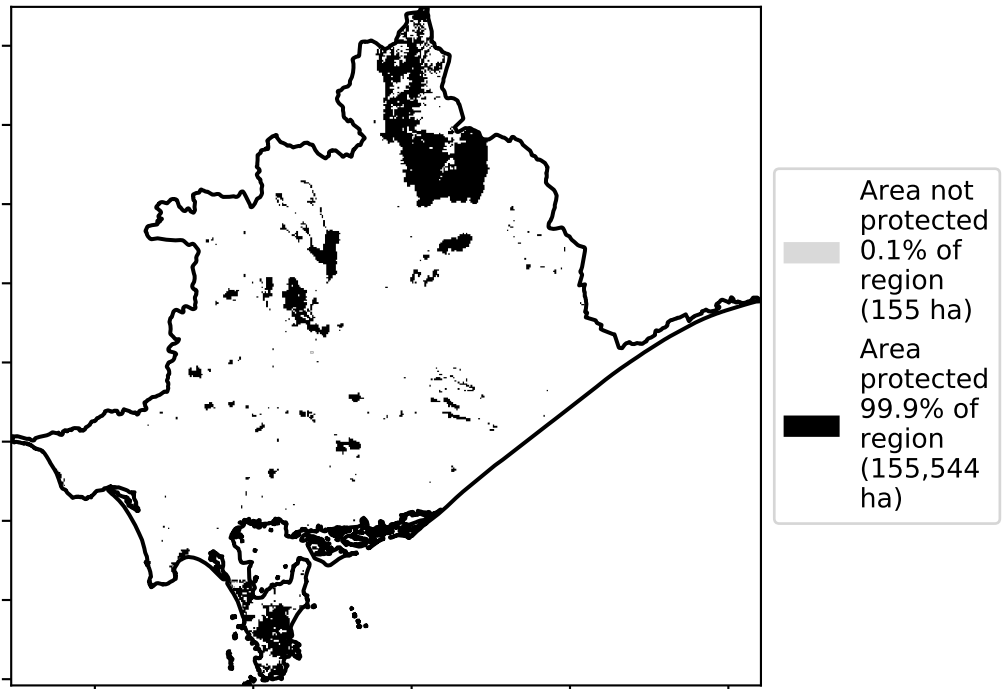 Area not
protected
0.1% of
region
(155 ha)
Area
protected
99.9% of
region
(155,544
ha)